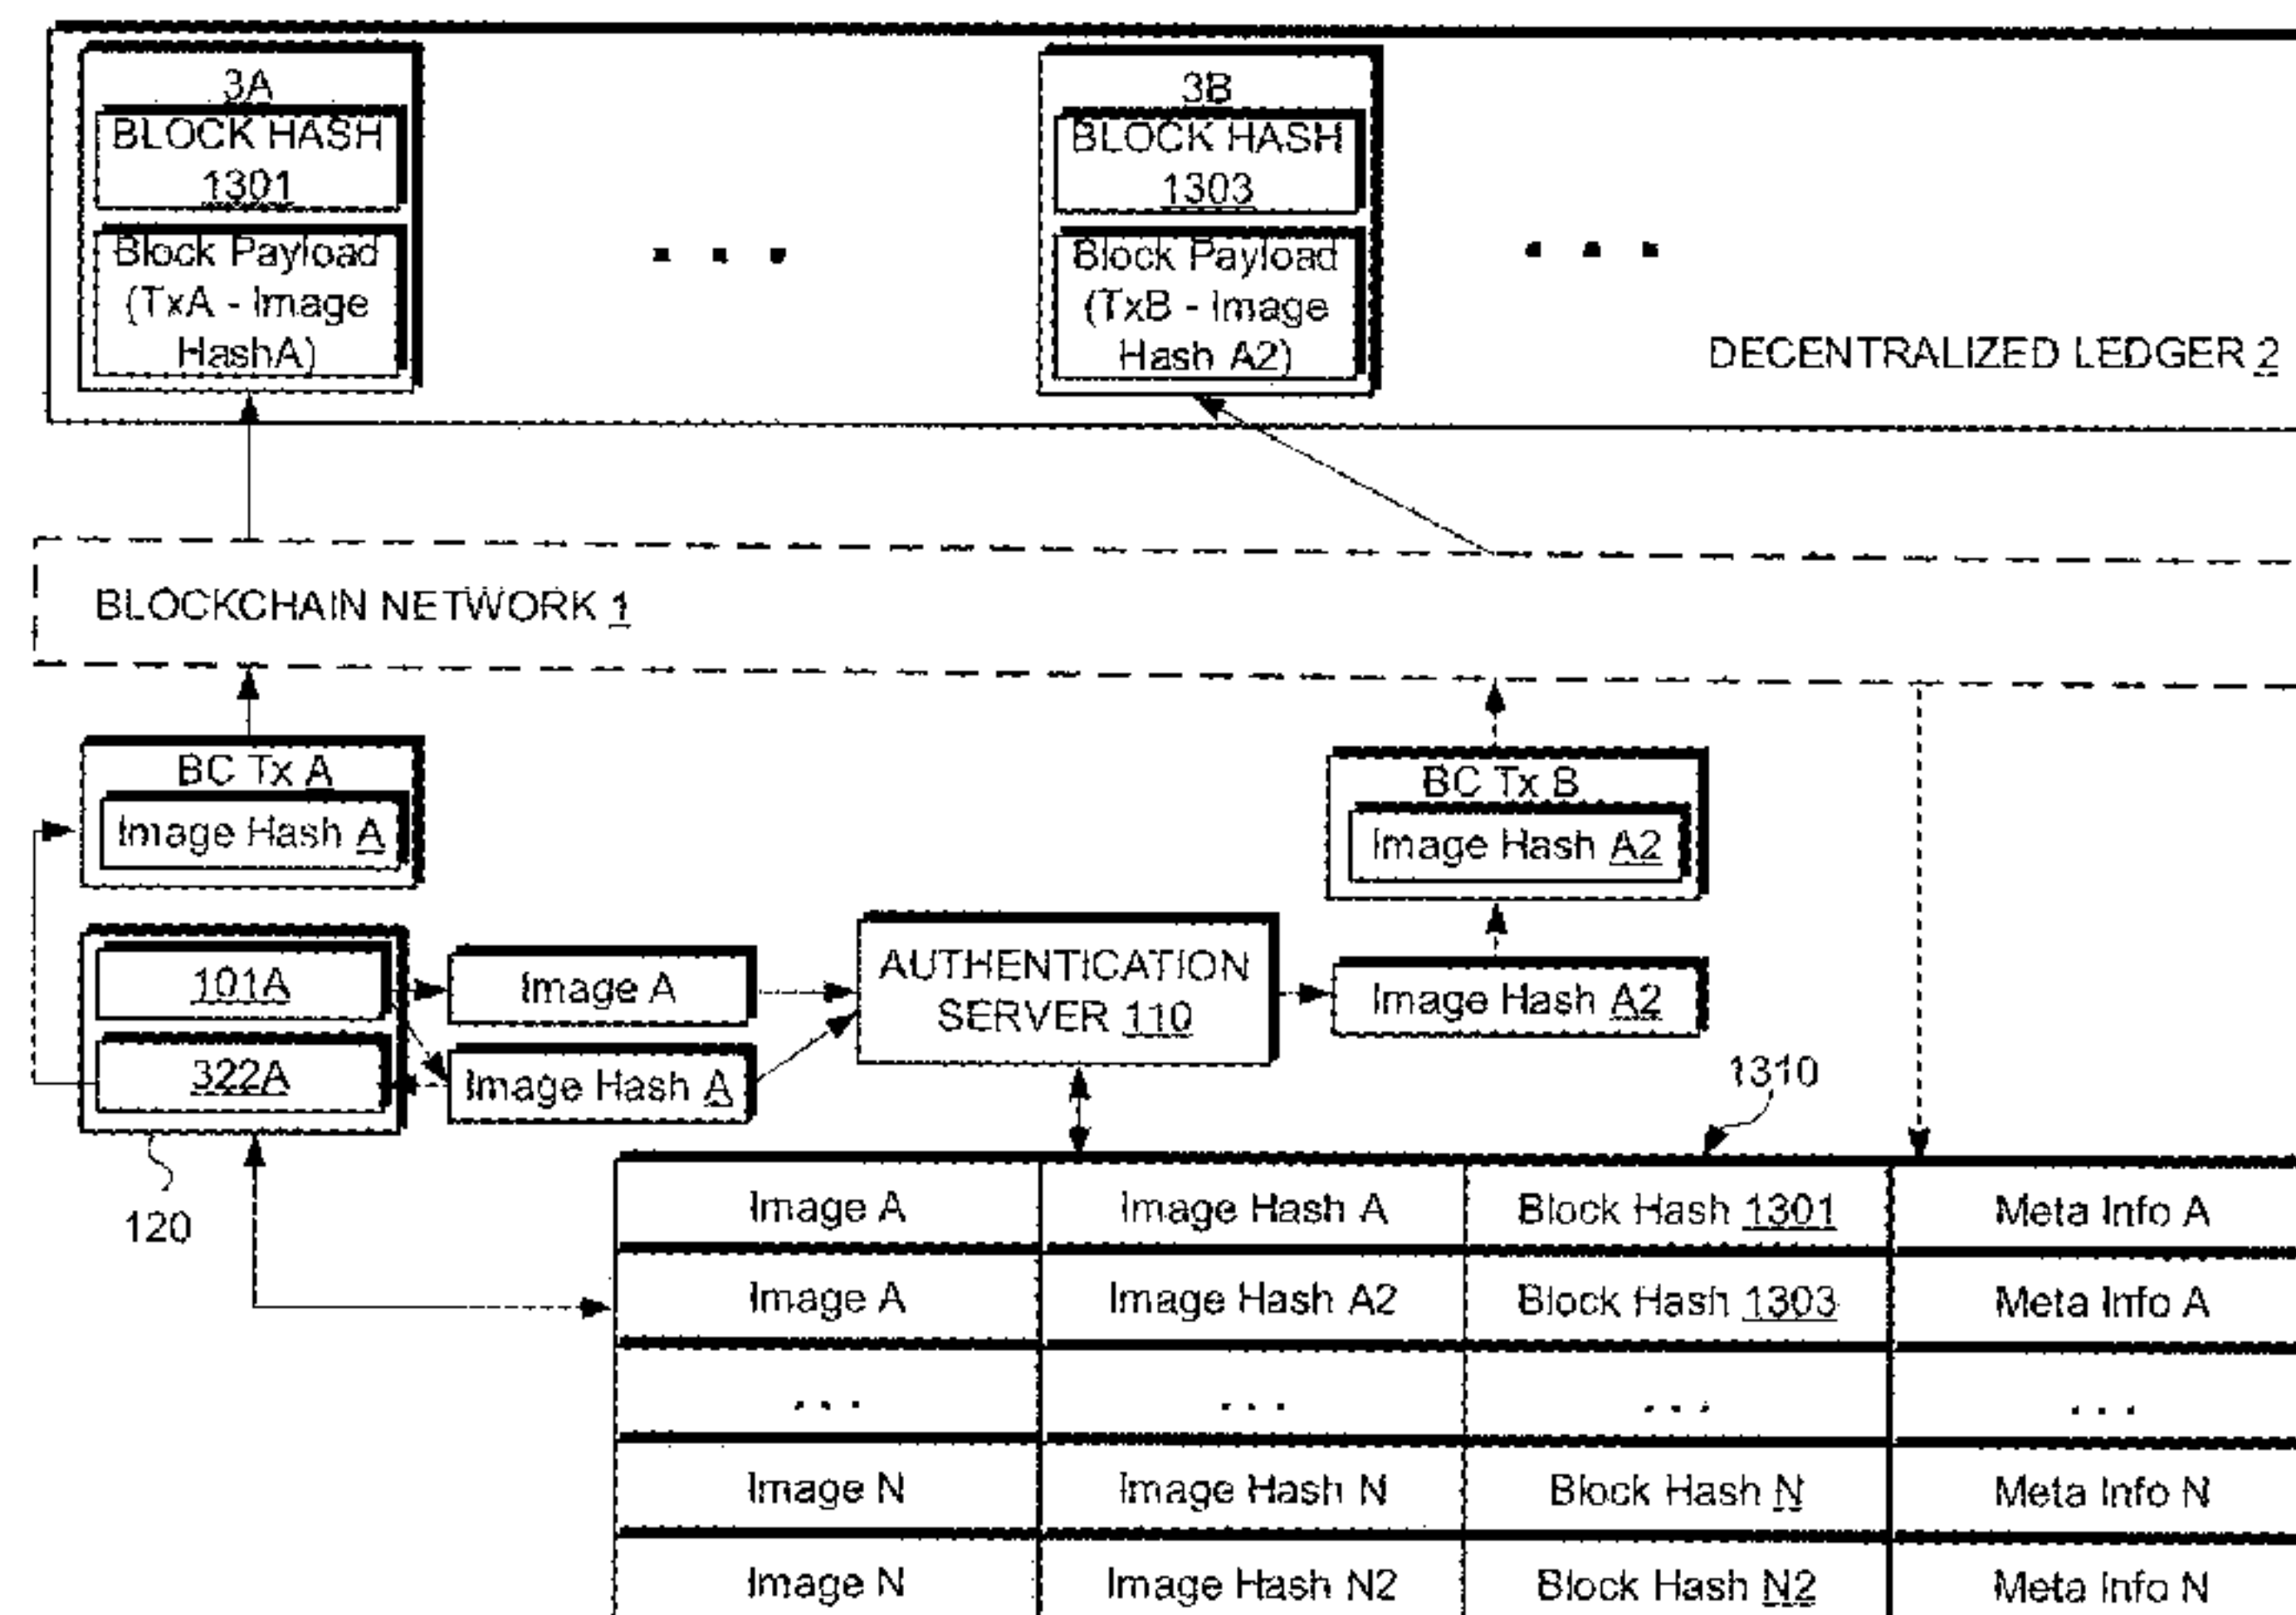 3A
BLOCK HASH
1301
Block Payload
(TxA - Image
HashA)
. . .
3B
BLOCK HASH
1303
Block Payload
(TxB - Image
Hash A2)
. . .
DECENTRALIZED LEDGER 2
BLOCKCHAIN NETWORK 1
BC Tx A
Image Hash A
BC Tx B
Image Hash A2
101A
322A
120
Image A
Image Hash A
AUTHENTICATION
SERVER 110
Image Hash A2
1310
Image A Image Hash A Block Hash 1301 Meta Info A
Image A Image Hash A2 Block Hash 1303 Meta Info A
. . . . . . . . . . . .
Image N Image Hash N Block Hash N Meta Info N
Image N Image Hash N2 Block Hash N2 Meta Info N